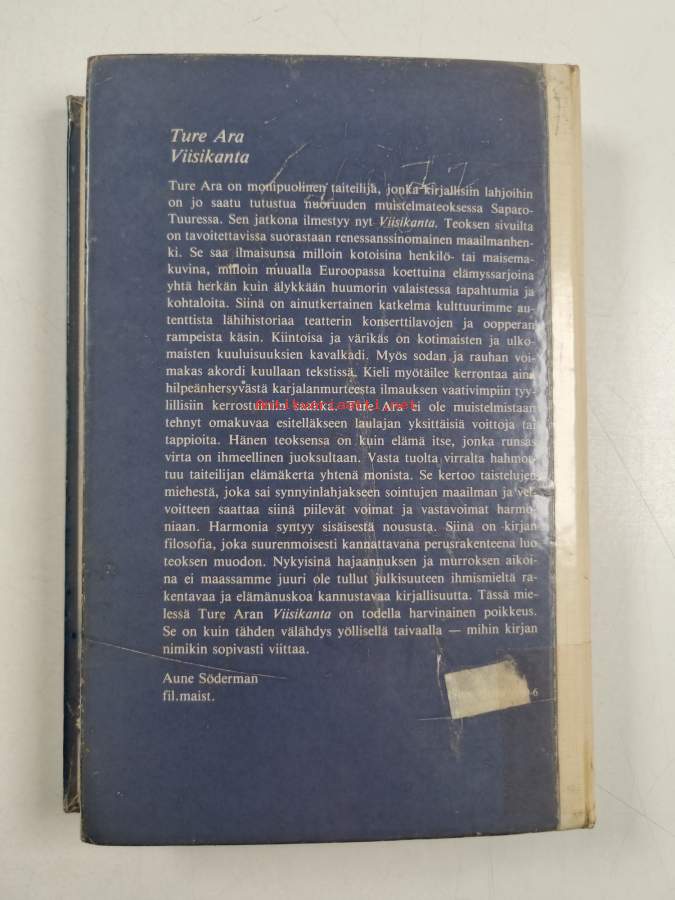 Ture Ara
Viisikanta
Ture Ara on monipuolinen taiteilija, jonka kirjallisiin lahjoihin
on jo saatu tutustua nuoruuden muistelmateoksessa Saparo-
Tuuressa. Sen jatkona ilmestyy nyt Viisikanta. Teoksen sivuilta
on tavoitettavissa suorastaan renessanssinomainen maailmanhen-
ki. Se saa ilmaisunsa milloin kotoisina henkilö- tai maisema-
kuvina, milloin muualla Euroopassa koettuina elämyssarjoina
yhtä herkän kuin älykkään huumorin valaistessa tapahtumia ja
kohtaloita. Siinä on ainutkertainen katkelma kulttuurimme au-
tenttista lähihistoriaa teatterin konserttilavojen ja oopperan
rampeista käsin. Kiintoisa ja värikäs on kotimaisten ja ulko-
maisten kuuluisuuksien kavalkadi. Myös sodan ja rauhan voi-
makas akordi kuullaan tekstissä. Kieli myötäilee kerrontaa aina
hilpeänhersyvästä karjalanmurteesta ilmauksen vaativimpiin tyy-
lillisiin kerrostumiin saakka. Ture Ara ei ole muistelmistaan
antikvariaatti.net
tehnyt omakuvaa esitelläkseen laulajan yksittäisiä voittoja tai
tappioita. Hänen teoksensa on kuin elämä itse, jonka runsas
virta on ihmeellinen juoksultaan. Vasta tuolta virralta hahmot-
tuu taiteilijan elämäkerta yhtenä monista. Se kertoo taistelujen
miehestä, joka sai synnyinlahjakseen sointujen maailman ja vel-
voitteen saattaa siinä piilevät voimat ja vastavoimat harmo-
niaan. Harmonia syntyy sisäisestä noususta. Siinä on kirjan
filosofia, joka suurenmoisesti kannattavana perusrakenteena luo
teoksen muodon. Nykyisinä hajaannuksen ja murroksen aikoi-
na ei maassamme juuri ole tullut julkisuuteen ihmismieltä ra-
kentavaa ja elämänuskoa kannustavaa kirjallisuutta. Tässä mie-
lessä Ture Aran Viisikanta on todella harvinainen poikkeus.
Se on kuin tähden välähdys yöllisellä taivaalla — mihin kirjan
nimikin sopivasti viittaa.
Aune Söderman
fil.maist.